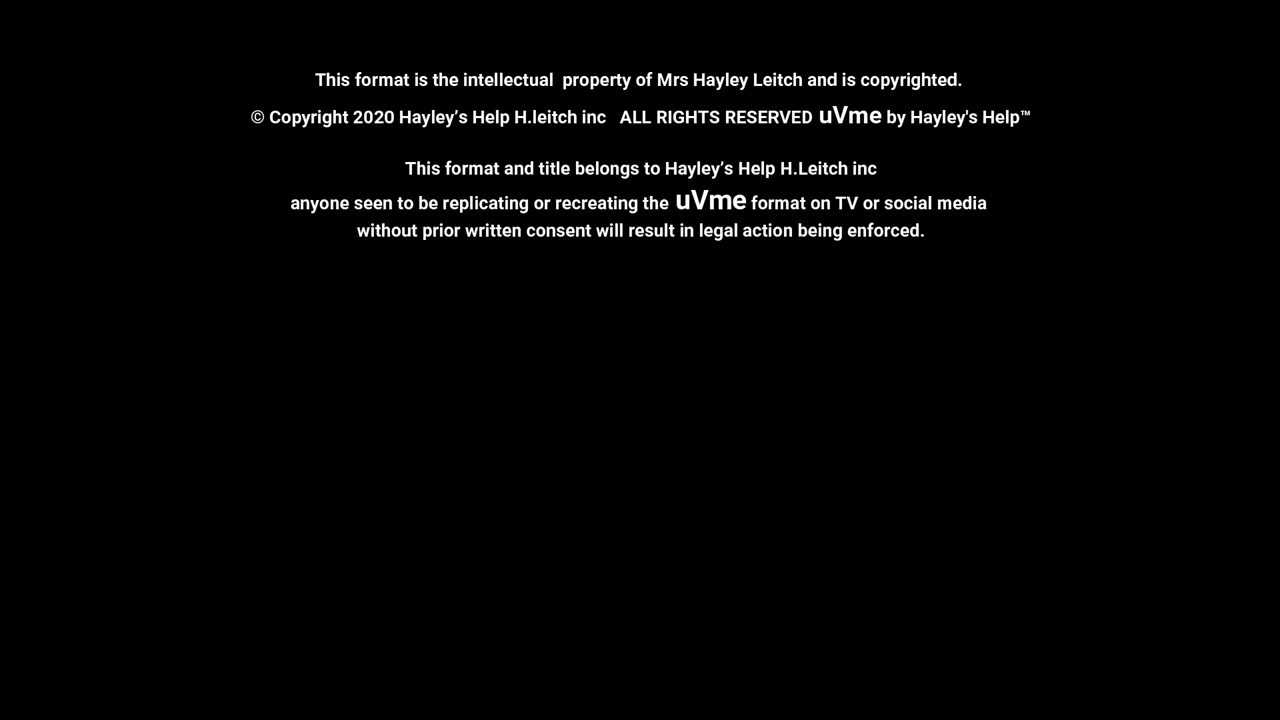 This format is the intellectual  property of Mrs Hayley Leitch and is copyrighted.
© Copyright 2020 Hayley’s Help H.leitch inc   ALL RIGHTS RESERVED uVme by Hayley's Help™
This format and title belongs to Hayley’s Help H.Leitch inc
anyone seen to be replicating or recreating the uVme format on TV or social media
without prior written consent will result in legal action being enforced.